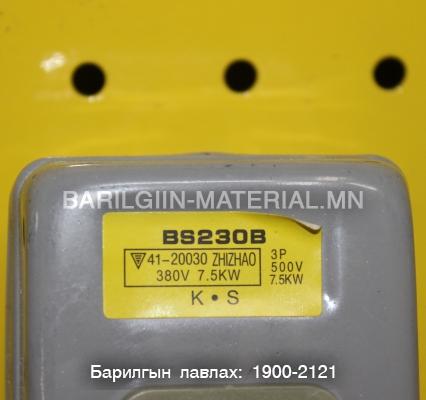 BARILGIIN-MATERIAL.MN
BS230B
41-20030 ZHIZHAO
380V 7.5KW
3P
500V
7.5KW
K • S
Барилгын лавлах: 1900-2121